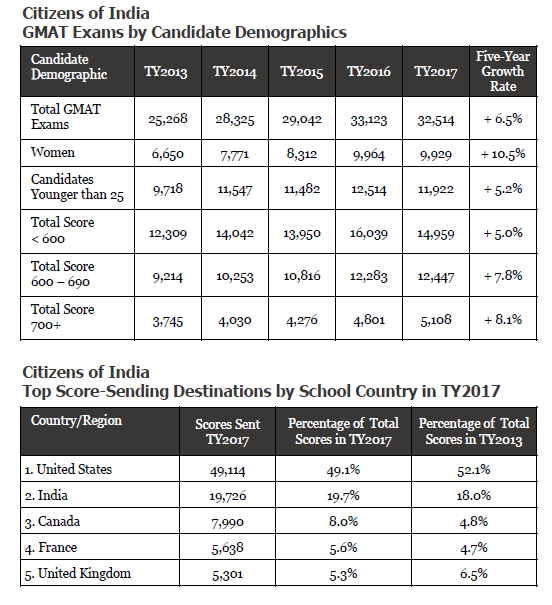 Citizens of India
GMAT Exams by Candidate Demographics
Candidate Demographic TY2013 TY2014 TY2015 TY2016 TY2017 Five-Year Growth Rate
Total GMAT Exams 25,268 28,325 29,042 33,123 32,514 + 6.5%
Women 6,650 7,771 8,312 9,964 9,929 + 10.5%
Candidates Younger than 25 9,718 11,547 11,482 12,514 11,922 + 5.2%
Total Score < 600 12,309 14,042 13,950 16,039 14,959 + 5.0%
Total Score 600 – 690 9,214 10,253 10,816 12,283 12,447 + 7.8%
Total Score 700+ 3,745 4,030 4,276 4,801 5,108 + 8.1%
Citizens of India
Top Score-Sending Destinations by School Country in TY2017
Country/Region Scores Sent TY2017 Percentage of Total Scores in TY2017 Percentage of Total Scores in TY2013
1. United States 49,114 49.1% 52.1%
2. India 19,726 19.7% 18.0%
3. Canada 7,990 8.0% 4.8%
4. France 5,638 5.6% 4.7%
5. United Kingdom 5,301 5.3% 6.5%